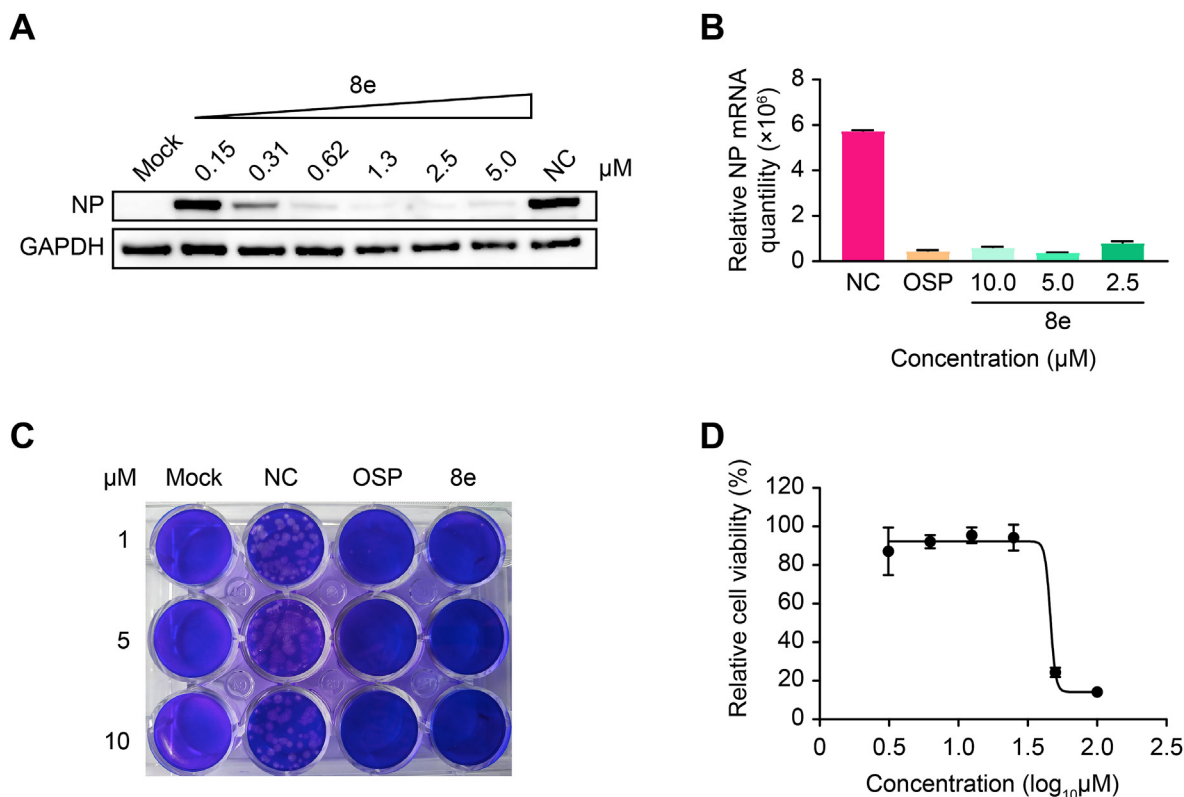 A
8e
Mock 0.15 0.31 0.62 1.3 2.5 5.0 NC µM
NP
GAPDH
B
Relative NP mRNA
quantility (×10⁶)
8
6
4
2
0
NC OSP 10.0 5.0 2.5
8e
Concentration (µM)
C
µM Mock NC OSP 8e
1
5
10
D
Relative cell viability (%)
120
100
80
60
40
20
0
0 0.5 1.0 1.5 2.0 2.5
Concentration (log₁₀µM)